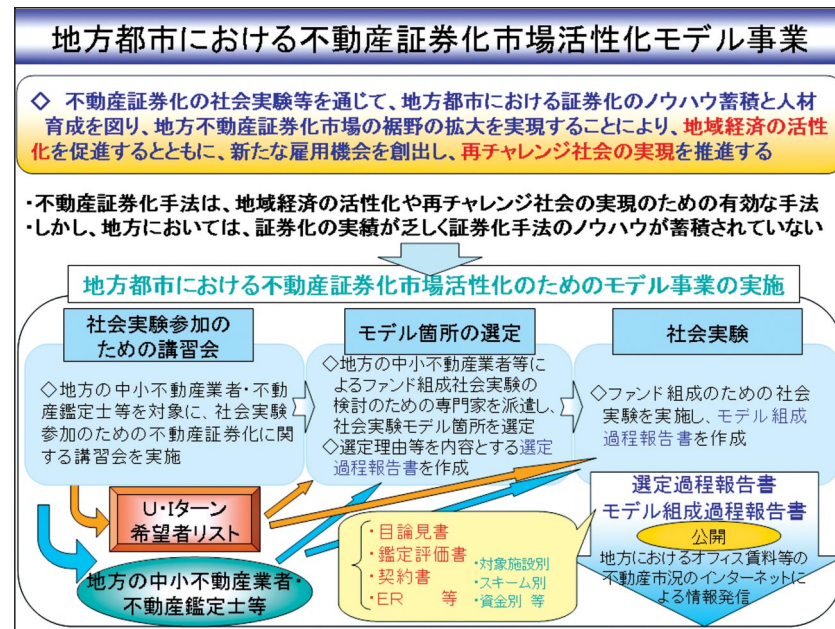 地方都市における不動産証券化市場活性化モデル事業
◇ 不動産証券化の社会実験等を通じて、地方都市における証券化のノウハウ蓄積と人材
育成を図り、地方不動産証券化市場の裾野の拡大を実現することにより、地域経済の活性
化を促進するとともに、新たな雇用機会を創出し、再チャレンジ社会の実現を推進する
・不動産証券化手法は、地域経済の活性化や再チャレンジ社会の実現のための有効な手法
・しかし、地方においては、証券化の実績が乏しく証券化手法のノウハウが蓄積されていない
地方都市における不動産証券化市場活性化のためのモデル事業の実施
社会実験参加の
ための講習会
◇地方の中小不動産業者・不動
産鑑定士等を対象に、社会実験
参加のための不動産証券化に関
する講習会を実施
モデル箇所の選定
◇地方の中小不動産業者等に
よるファンド組成社会実験の
検討のための専門家を派遣し、
社会実験モデル箇所を選定
◇選定理由等を内容とする選定
過程報告書を作成
社会実験
◇ファンド組成のための社会
実験を実施し、モデル組成
過程報告書を作成
U・Iターン
希望者リスト
地方の中小不動産業者・
不動産鑑定士等
・目論見書
・鑑定評価書
・契約書
・ER 等
・対象施設別
・スキーム別
・資金別 等
選定過程報告書
モデル組成過程報告書
公開
地方におけるオフィス賃料等の
不動産市況のインターネットに
よる情報発信